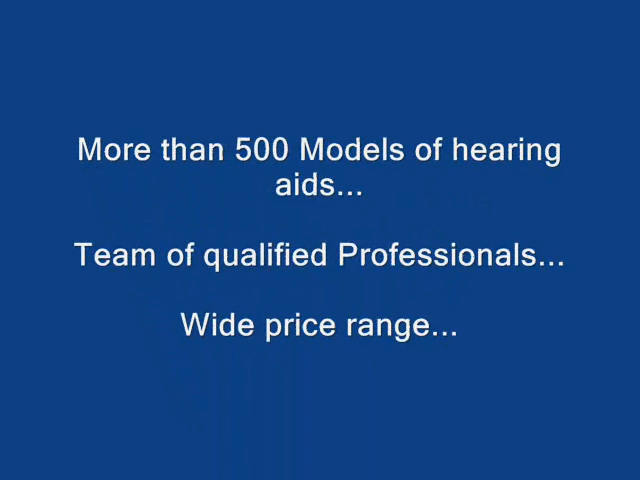 More than 500 Models of hearing
aids...
Team of qualified Professionals...
Wide price range...